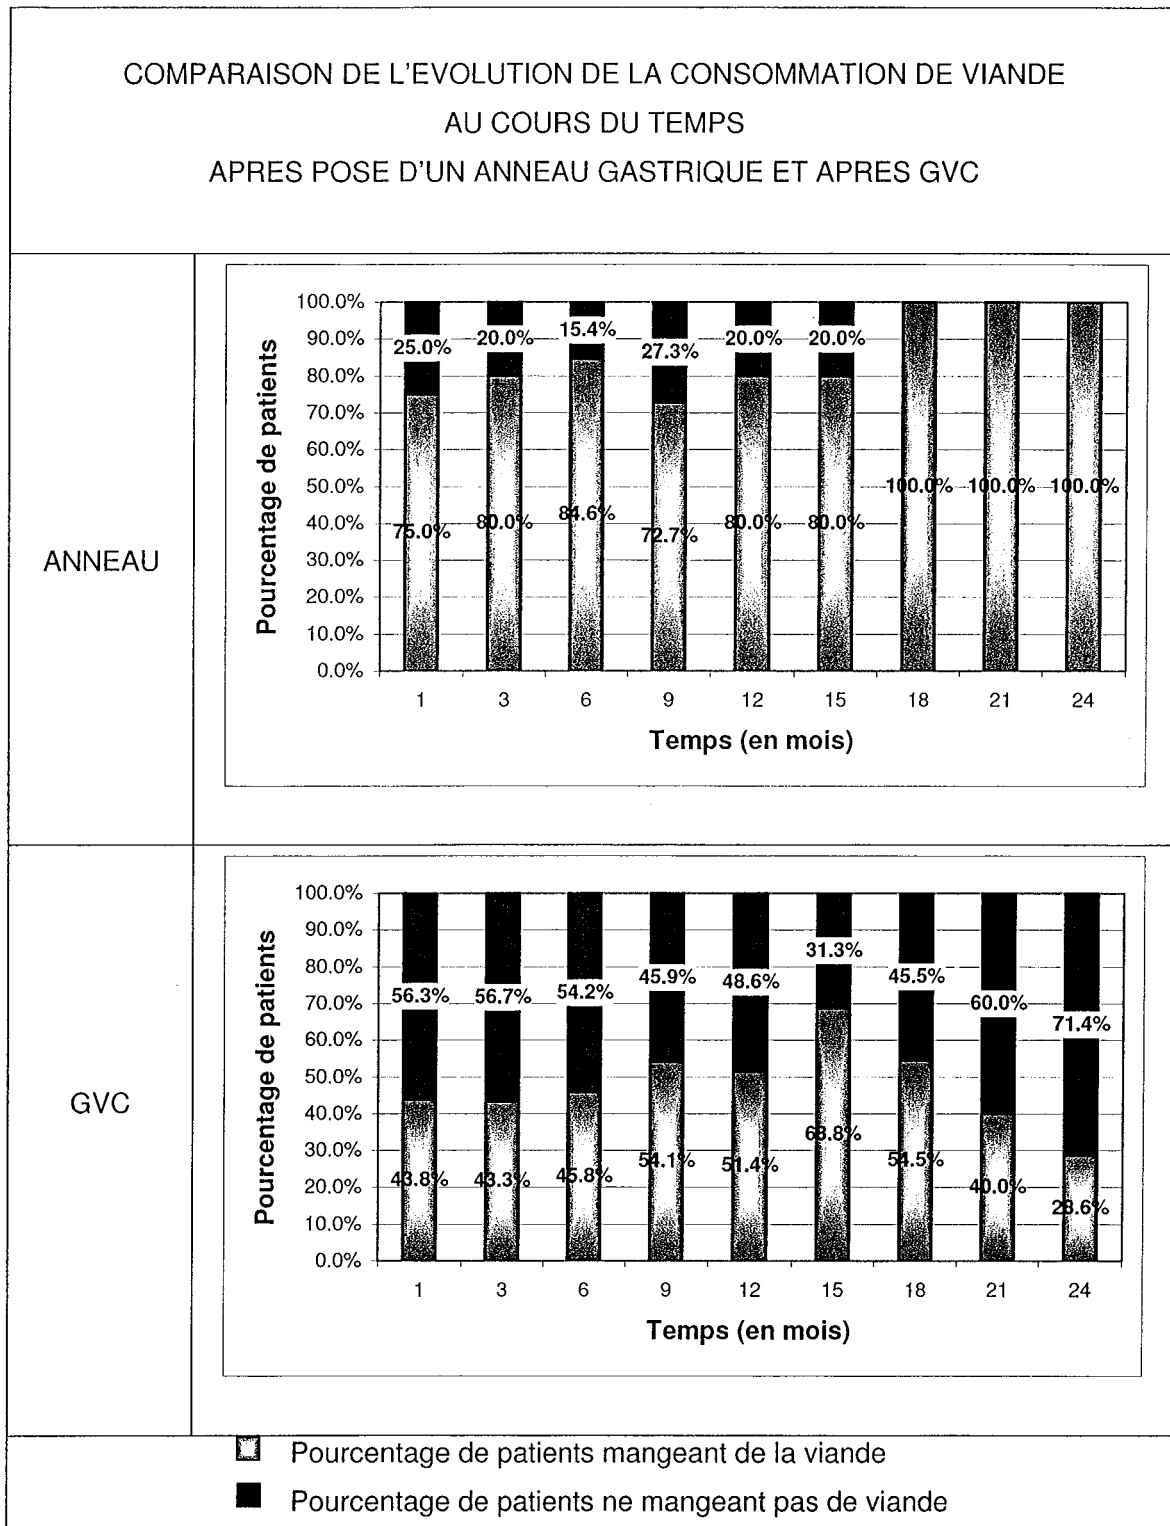 COMPARAISON DE L'EVOLUTION DE LA CONSOMMATION DE VIANDE
AU COURS DU TEMPS
APRES POSE D'UN ANNEAU GASTRIQUE ET APRES GVC
ANNEAU
Pourcentage de patients
100.0%
90.0%
80.0%
70.0%
60.0%
50.0%
40.0%
30.0%
20.0%
10.0%
0.0%
25.0% 20.0% 15.4% 27.3% 20.0% 20.0%
75.0% 80.0% 84.6% 72.7% 80.0% 80.0% 100.0% 100.0% 100.0%
1 3 6 9 12 15 18 21 24
Temps (en mois)
GVC
Pourcentage de patients
100.0%
90.0%
80.0%
70.0%
60.0%
50.0%
40.0%
30.0%
20.0%
10.0%
0.0%
56.3% 56.7% 54.2% 45.9% 48.6% 31.3% 45.5% 60.0% 71.4%
43.8% 43.3% 45.8% 54.1% 51.4% 68.8% 54.5% 40.0% 28.6%
1 3 6 9 12 15 18 21 24
Temps (en mois)
Pourcentage de patients mangeant de la viande
Pourcentage de patients ne mangeant pas de viande